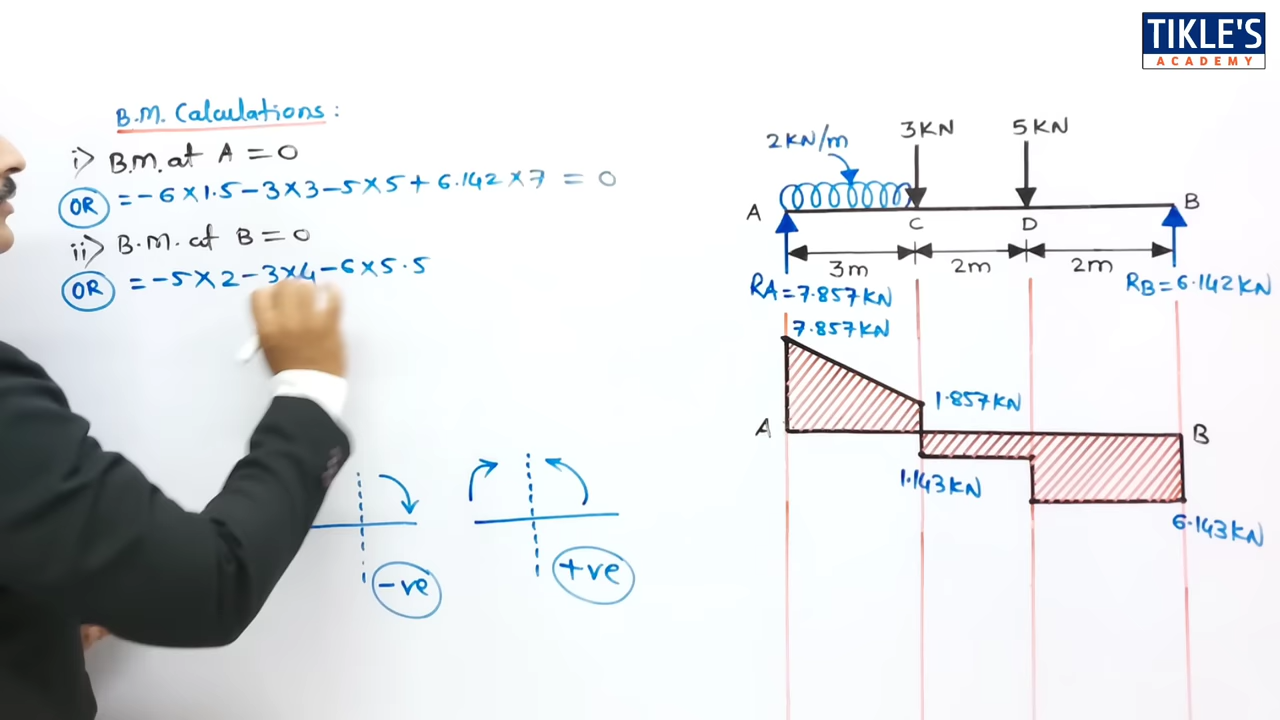 TIKLE'S
ACADEMY
B.M. Calculations :
i> B.M. at A = 0
OR = -6 × 1.5 - 3 × 3 - 5 × 5 + 6.142 × 7 = 0
ii> B.M. at B = 0
OR = -5 × 2 - 3 × 4 - 6 × 5.5
-ve
+ve
3KN 5KN
2KN/m
A B
C D
3m 2m 2m
RA = 7.857KN RB = 6.142KN
7.857KN
1.857KN
A B
1.143KN
6.143KN